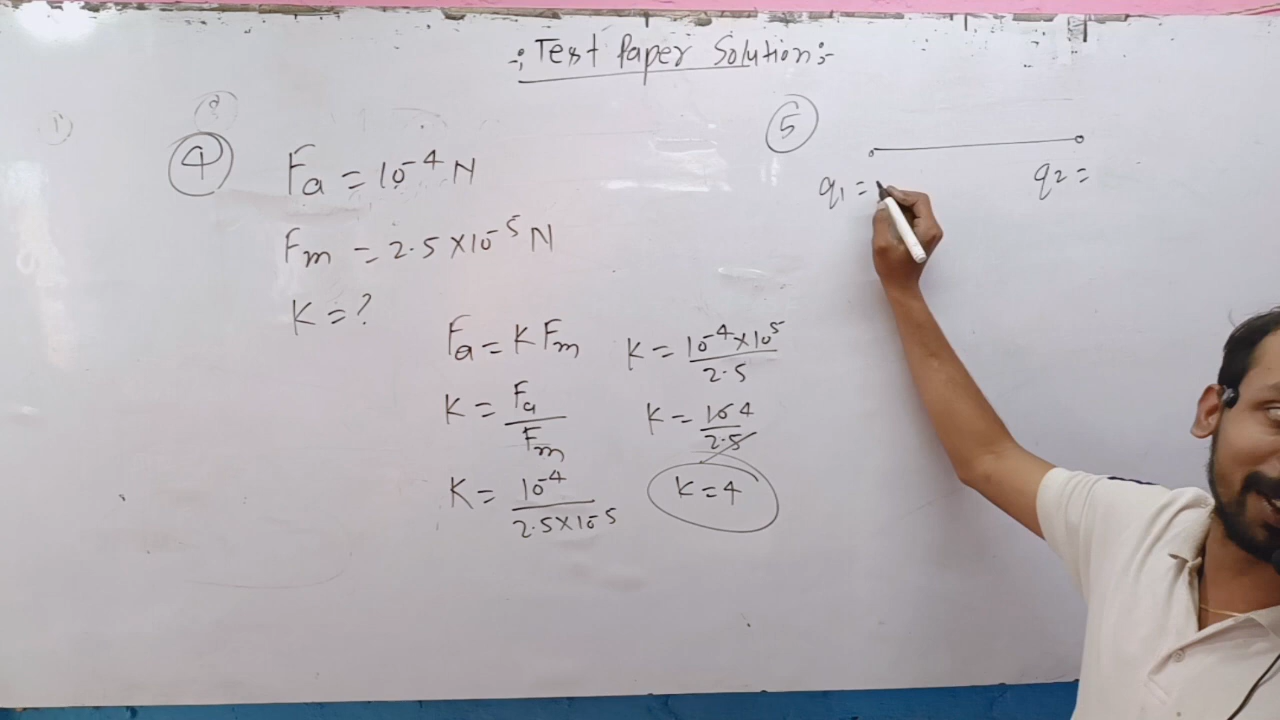 :- Test Paper Solution :-
④
Fa = 10⁻⁴ N
Fm = 2.5 × 10⁻⁵ N
K = ?
Fa = K Fm
K = Fa / Fm
K = 10⁻⁴ / 2.5 × 10⁻⁵
K = 10⁻⁴ × 10⁵ / 2.5
K = 10 4 / 2.5
K = 4
⑤
q₁ = q₂ =